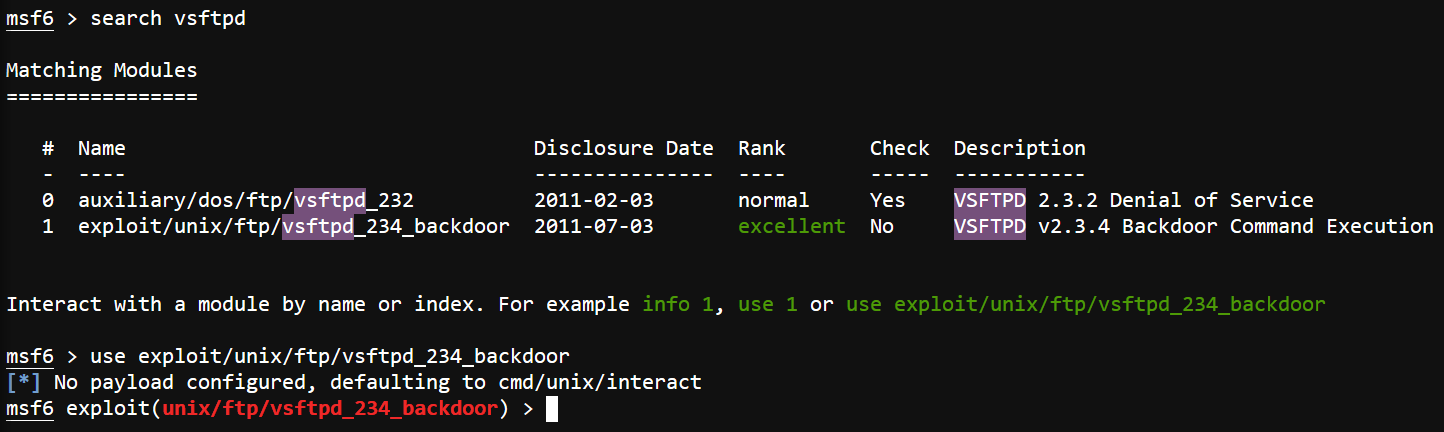 msf6 > search vsftpd
Matching Modules
================
# Name Disclosure Date Rank Check Description
- ---- --------------- ---- ----- -----------
0 auxiliary/dos/ftp/vsftpd_232 2011-02-03 normal Yes VSFTPD 2.3.2 Denial of Service
1 exploit/unix/ftp/vsftpd_234_backdoor 2011-07-03 excellent No VSFTPD v2.3.4 Backdoor Command Execution
Interact with a module by name or index. For example info 1, use 1 or use exploit/unix/ftp/vsftpd_234_backdoor
msf6 > use exploit/unix/ftp/vsftpd_234_backdoor
[*] No payload configured, defaulting to cmd/unix/interact
msf6 exploit(unix/ftp/vsftpd_234_backdoor) >